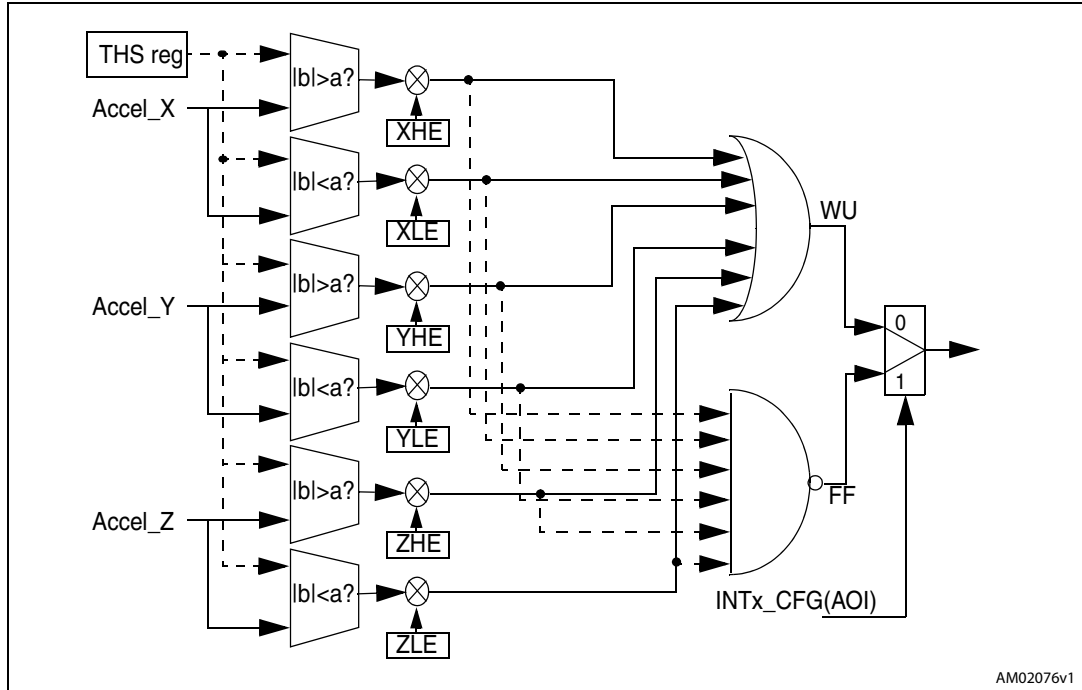 THS reg
|b|>a?
Accel_X
XHE
|b|<a?
XLE
WU
|b|>a?
Accel_Y
YHE
0
|b|<a?
1
YLE
|b|>a?
FF
Accel_Z
ZHE
|b|<a?
INTx_CFG(AOI)
ZLE
AM02076v1